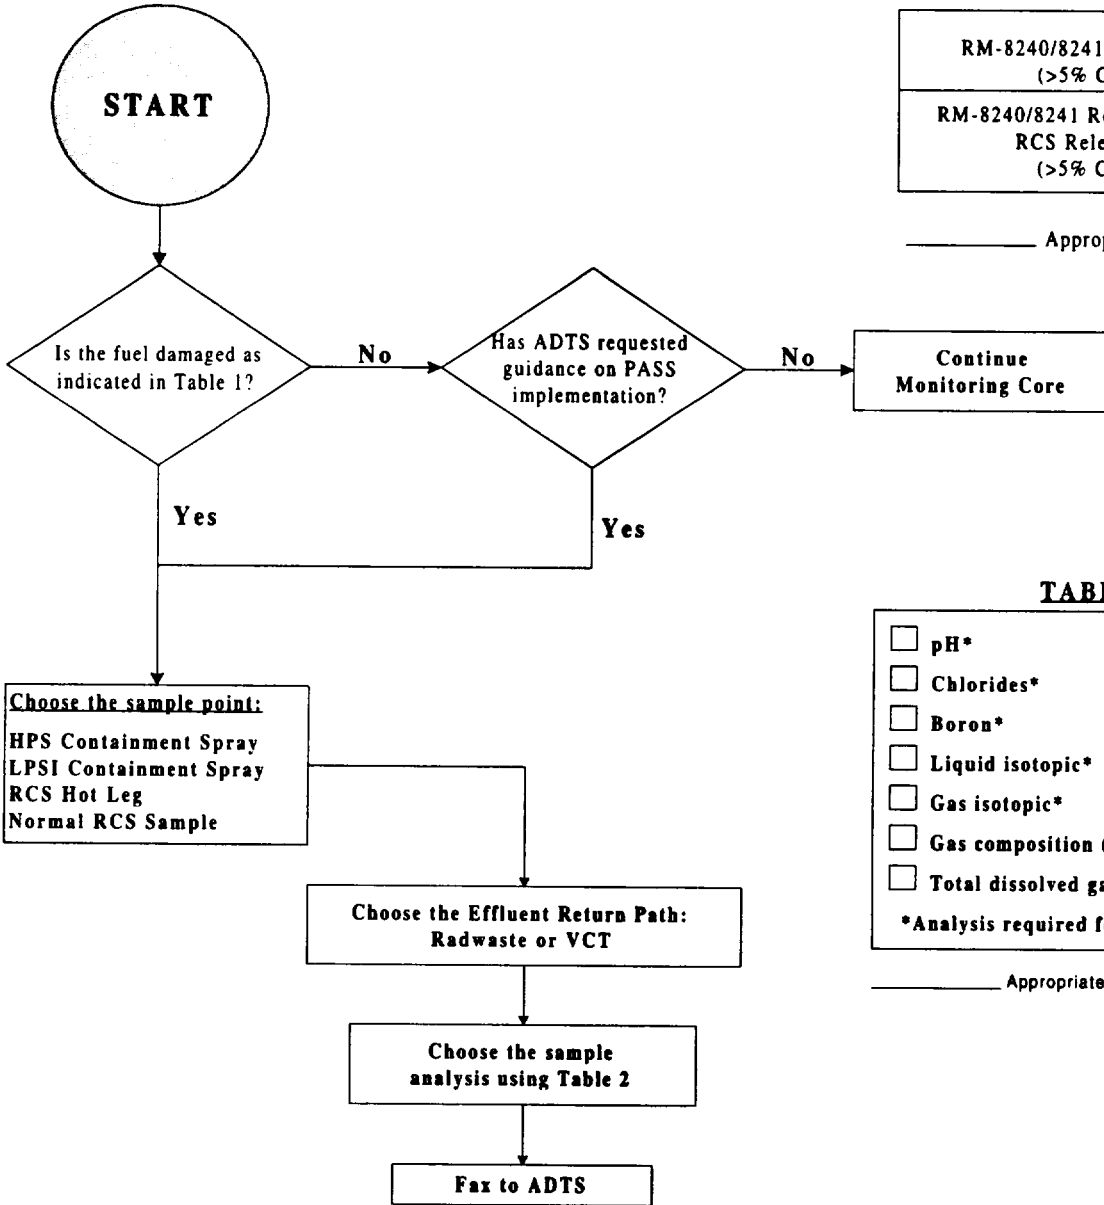 START
RM-8240/8241
(>5%
RM-8240/8241
RCS
(>5%
Is the fuel damaged as
indicated in Table 1?
No
Has ADTS requested
guidance on PASS
implementation?
No
Continue
Monitoring Core
Yes
Yes
Choose the sample point:
HPS Containment Spray
LPSI Containment Spray
RCS Hot Leg
Normal RCS Sample
pH*
Chlorides*
Boron*
Liquid isotopic*
Gas isotopic*
Gas composition
Total dissolved
*Analysis required
Appropriate
Choose the Effluent Return Path:
Radwaste or VCT
Choose the sample
analysis using Table 2
Fax to ADTS